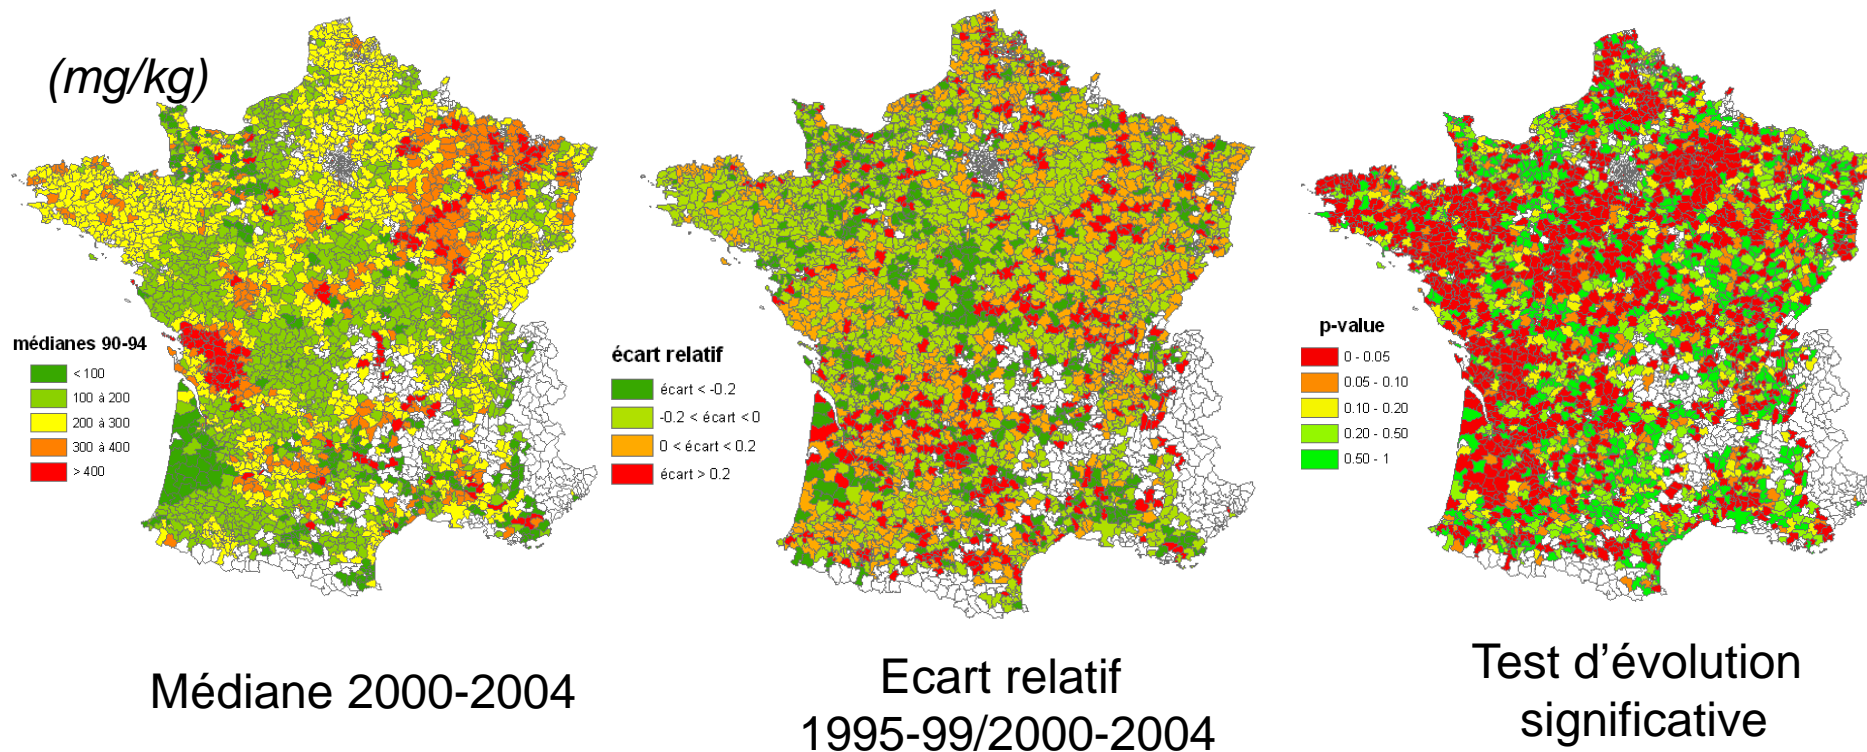 (mg/kg)
médianes 90-94
< 100
100 à 200
200 à 300
300 à 400
> 400
Médiane 2000-2004
écart relatif
écart < -0.2
-0.2 < écart < 0
0 < écart < 0.2
écart > 0.2
Ecart relatif
1995-99/2000-2004
p-value
0 - 0.05
0.05 - 0.10
0.10 - 0.20
0.20 - 0.50
0.50 - 1
Test d’évolution
significative